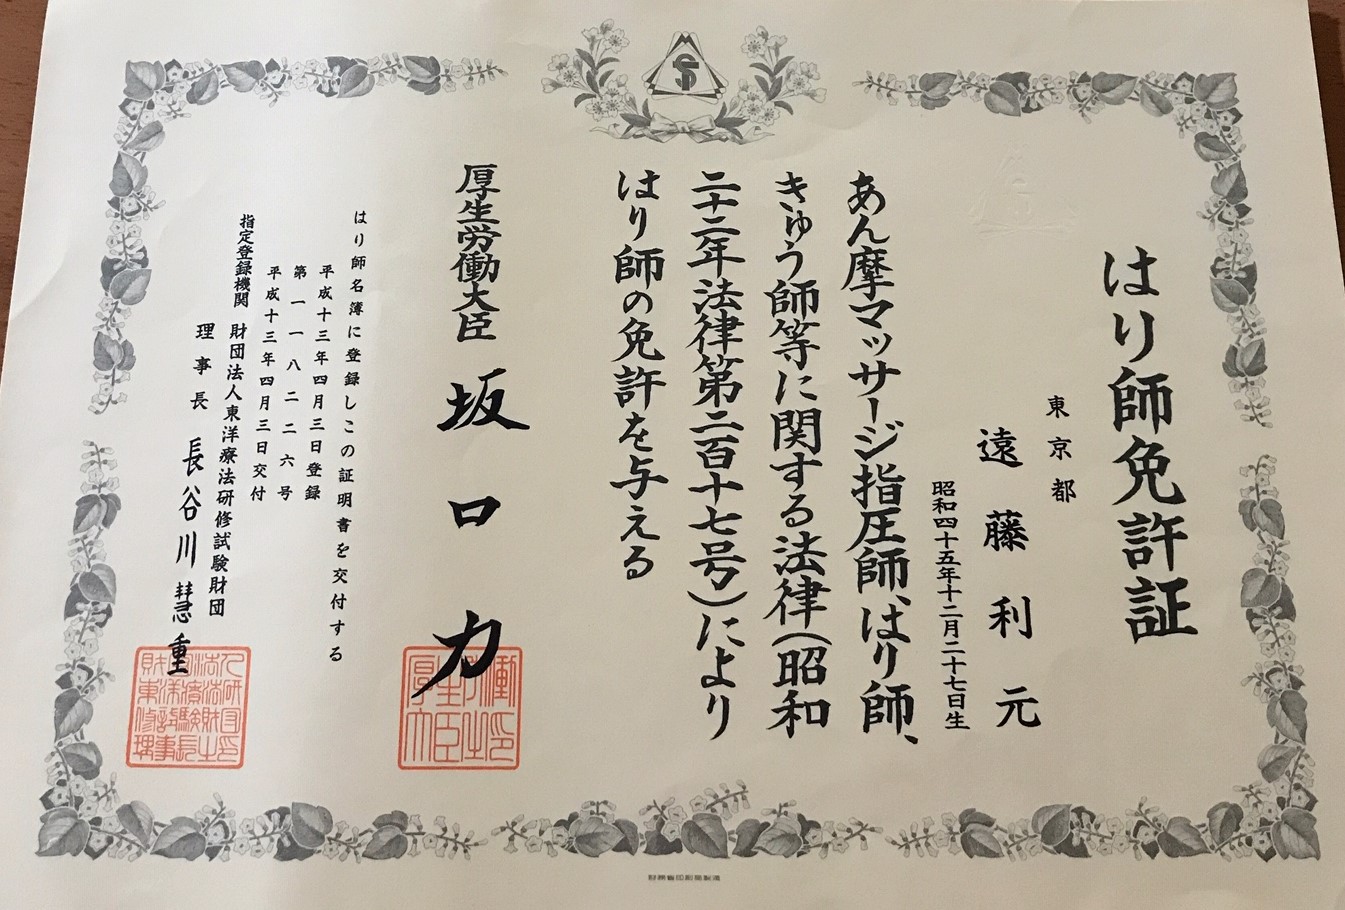 はり師免許証
東京都
遠藤利元
昭和四十五年十二月二十七日生
あん摩マッサージ指圧師、はり師、
きゅう師等に関する法律(昭和
二十二年法律第二百十七号)により
はり師の免許を与える
厚生労働大臣 坂口力
はり師名簿に登録しこの証明書を交付する
平成十三年四月三日登録
第一一八二二六号
平成十三年四月三日交付
指定登録機関 財団法人東洋療法研修試験財団
理事長 長谷川慧重